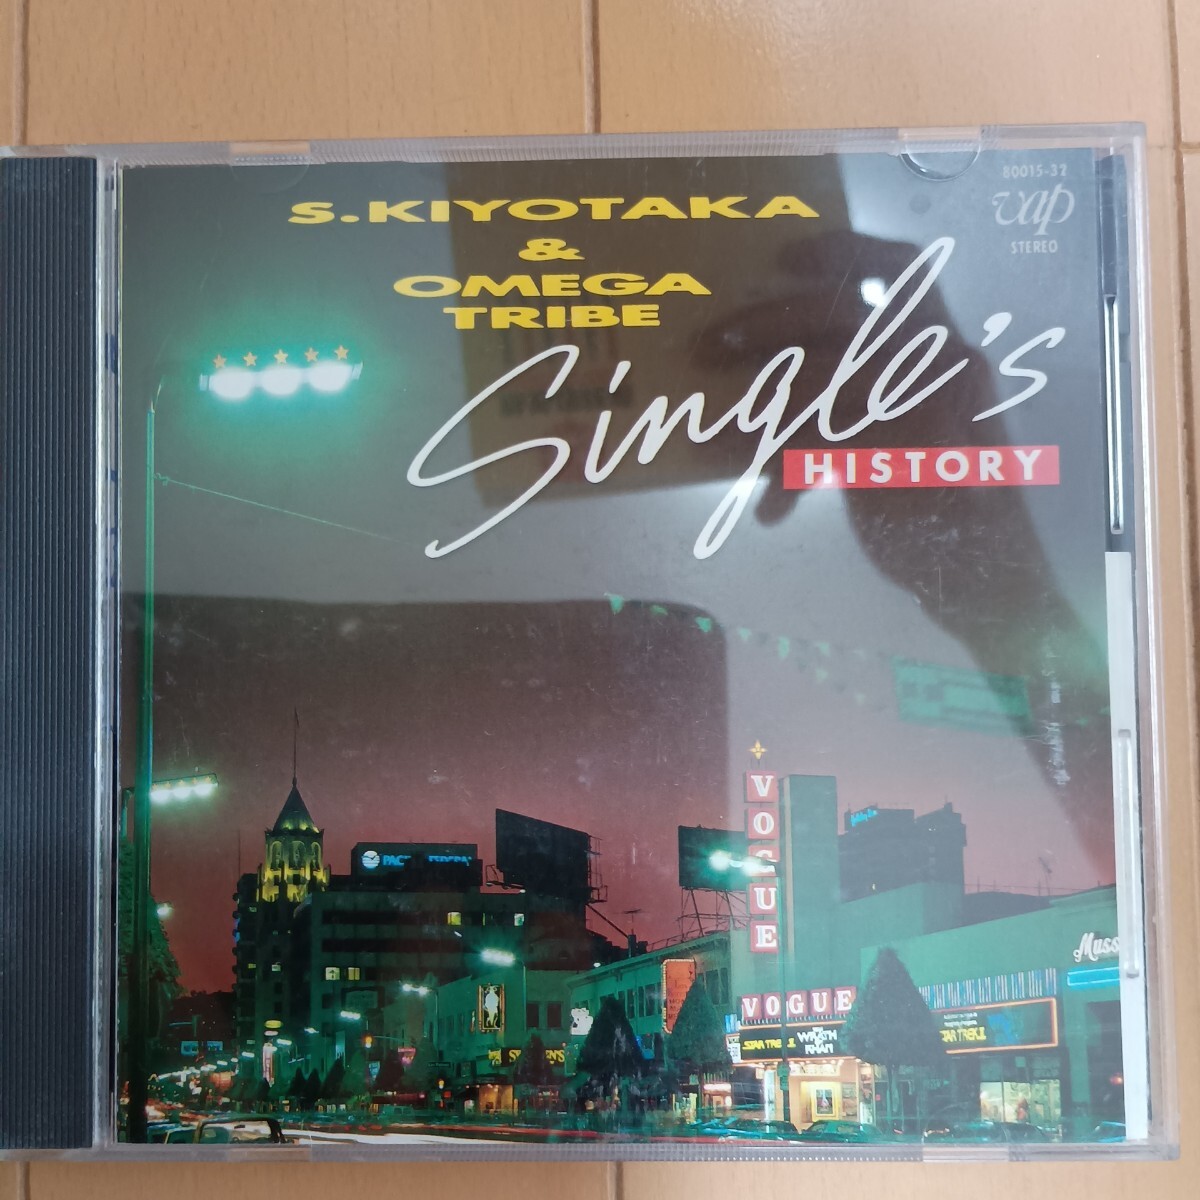 80015-32
vap
STEREO
S.KIYOTAKA
&
OMEGA
TRIBE
Single's
HISTORY
VOGUE
VOGUE
STAR TREK II
WRATH
KHAN
STAR TREK II
Muss